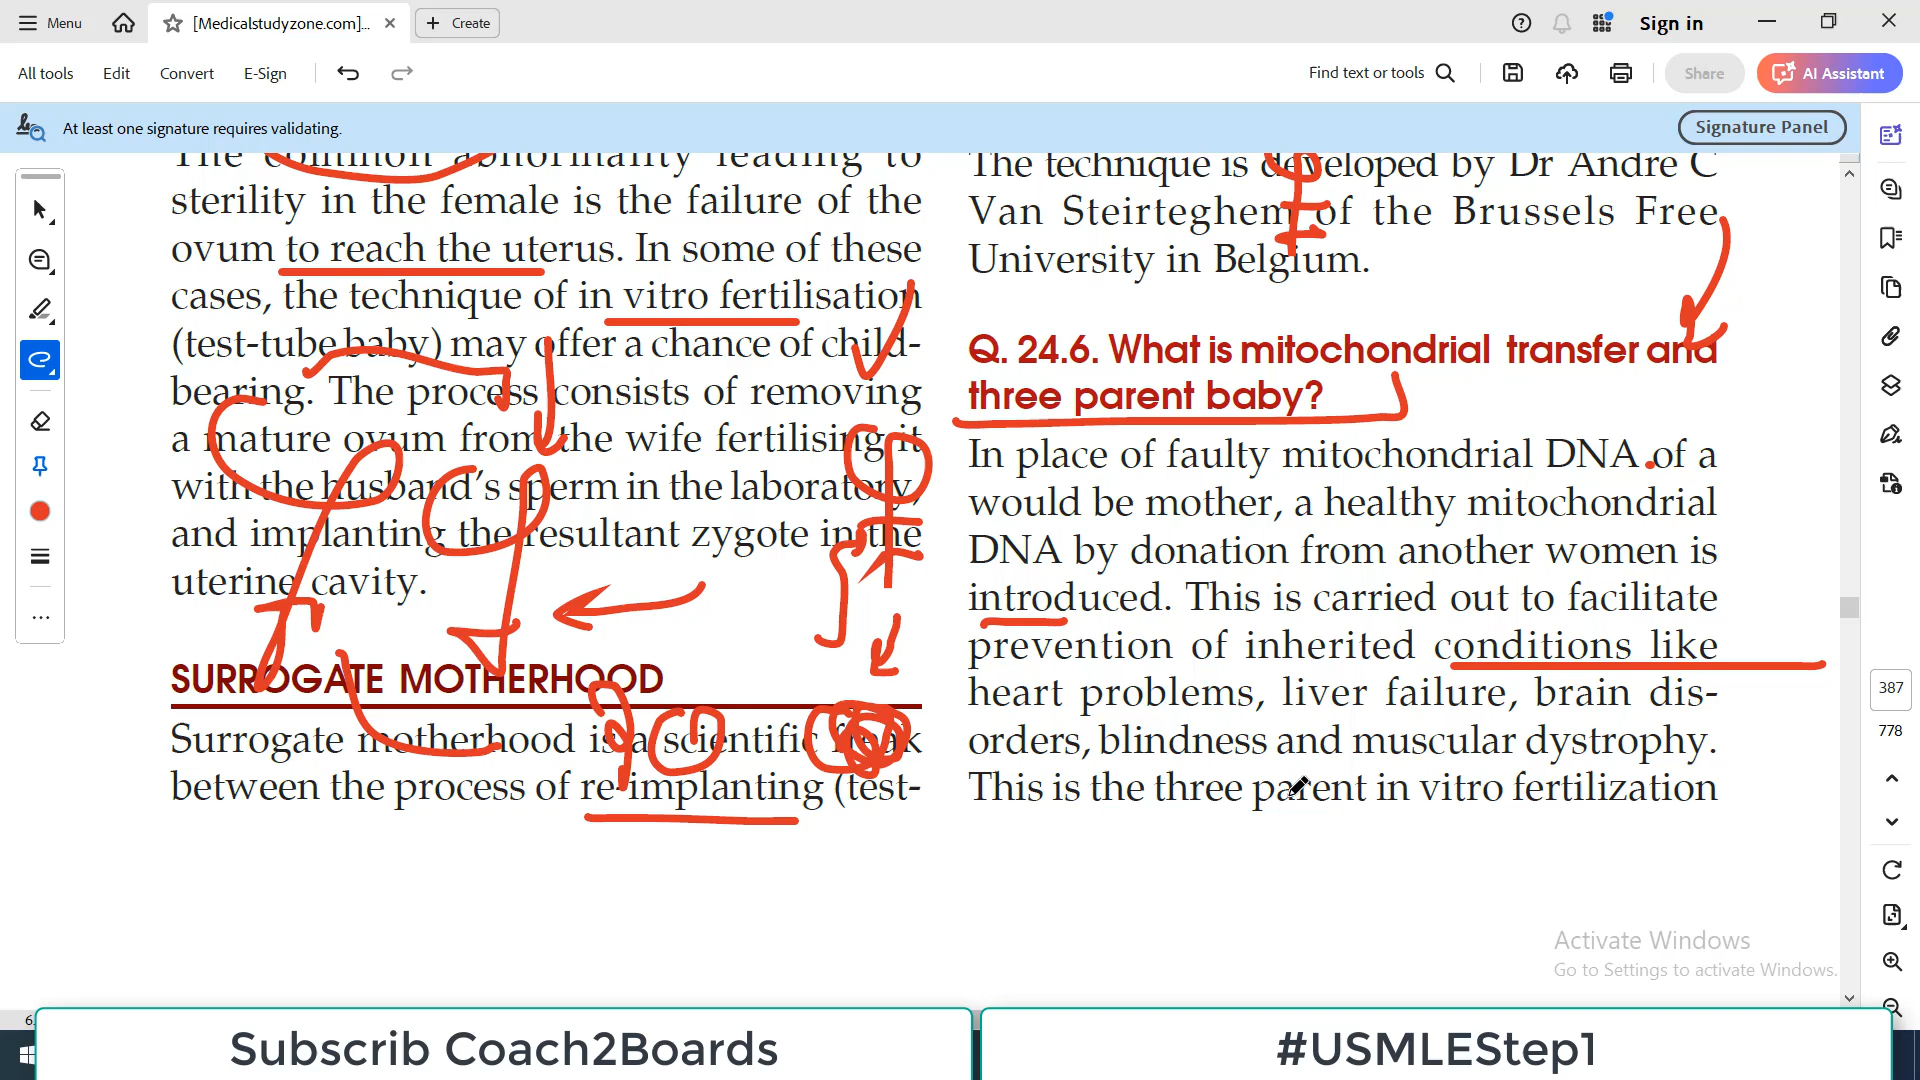 Menu
[Medicalstudyzone.com]...
Create
Sign in
All tools
Edit
Convert
E-Sign
Find text or tools
Share
AI Assistant
At least one signature requires validating.
Signature Panel
The common abnormality leading to
sterility in the female is the failure of the
ovum to reach the uterus. In some of these
cases, the technique of in vitro fertilisation
(test-tube baby) may offer a chance of child-
bearing. The process consists of removing
a mature ovum from the wife fertilising it
with the husband's sperm in the laboratory,
and implanting the resultant zygote in the
uterine cavity.
SURROGATE MOTHERHOOD
Surrogate motherhood is a scientific freak
between the process of re-implanting (test-
The technique is developed by Dr Andre C
Van Steirteghem of the Brussels Free
University in Belgium.
Q. 24.6. What is mitochondrial transfer and
three parent baby?
In place of faulty mitochondrial DNA of a
would be mother, a healthy mitochondrial
DNA by donation from another women is
introduced. This is carried out to facilitate
prevention of inherited conditions like
heart problems, liver failure, brain dis-
orders, blindness and muscular dystrophy.
This is the three parent in vitro fertilization
387
778
Activate Windows
Go to Settings to activate Windows.
Subscrib Coach2Boards
#USMLEStep1